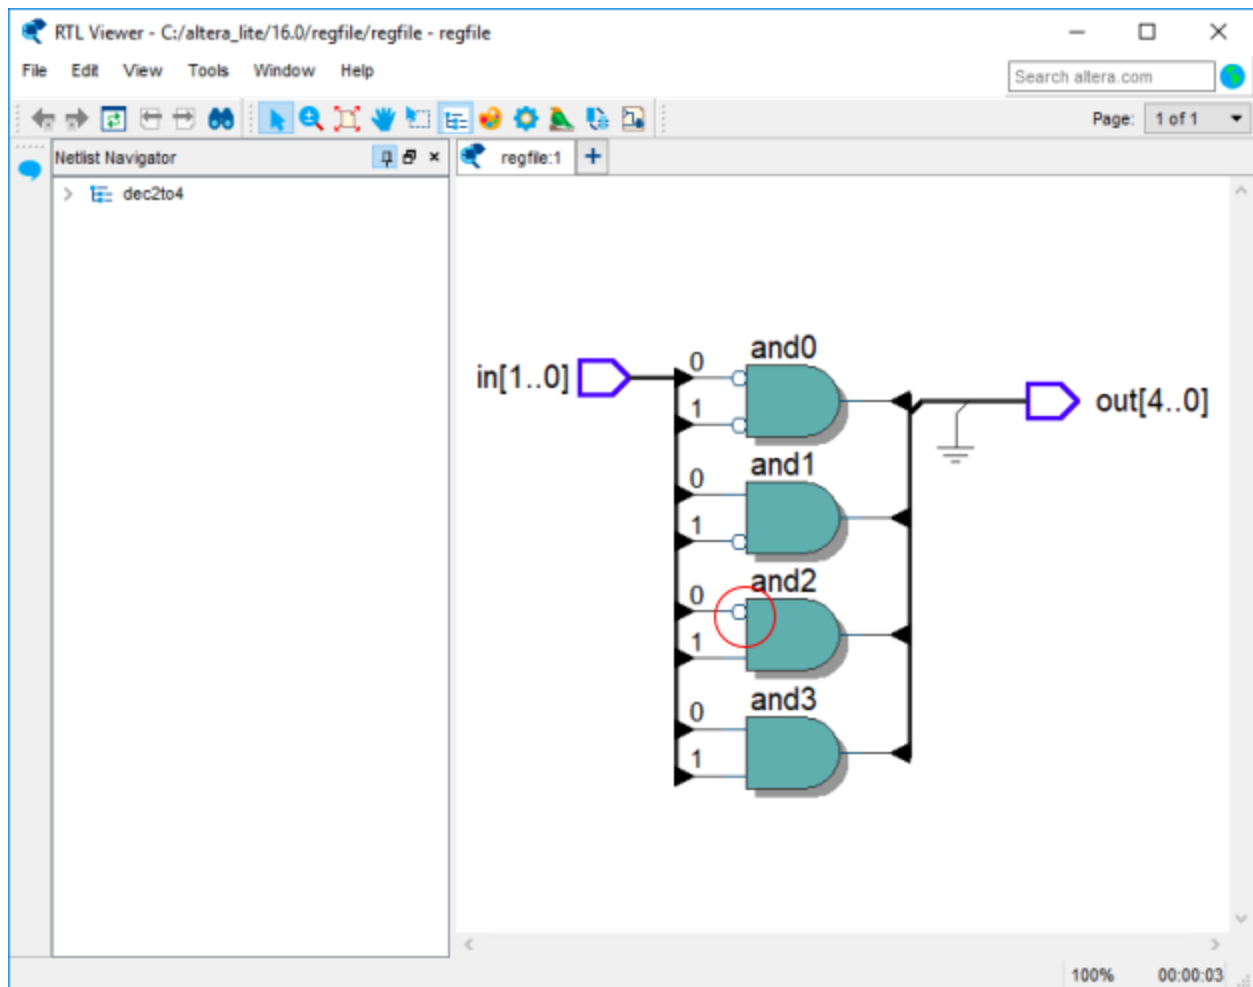 RTL Viewer - C:/altera_lite/16.0/regfile/regfile - regfile
File Edit View Tools Window Help
Search altera.com
Page: 1 of 1
Netlist Navigator
regfile:1
dec2to4
and0
in[1..0]
0
1
out[4..0]
and1
0
1
and2
0
1
and3
0
1
100% 00:00:03